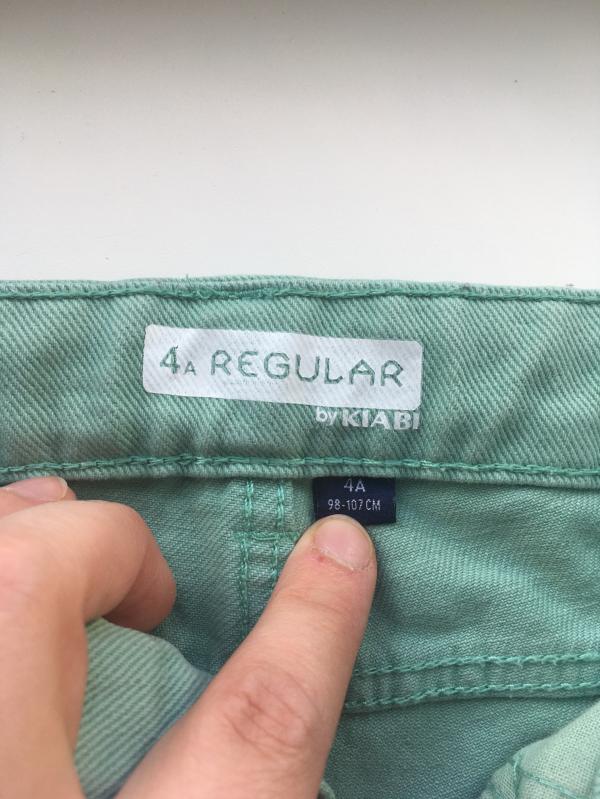 4A REGULAR
by KIABI
4A
98-107 CM